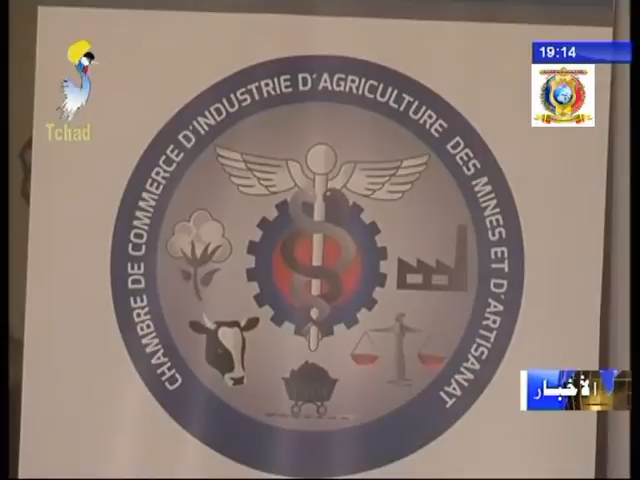 Tchad
19:14
CHAMBRE DE COMMERCE D'INDUSTRIE D'AGRICULTURE DES MINES ET D'ARTISANAT
الأخبار